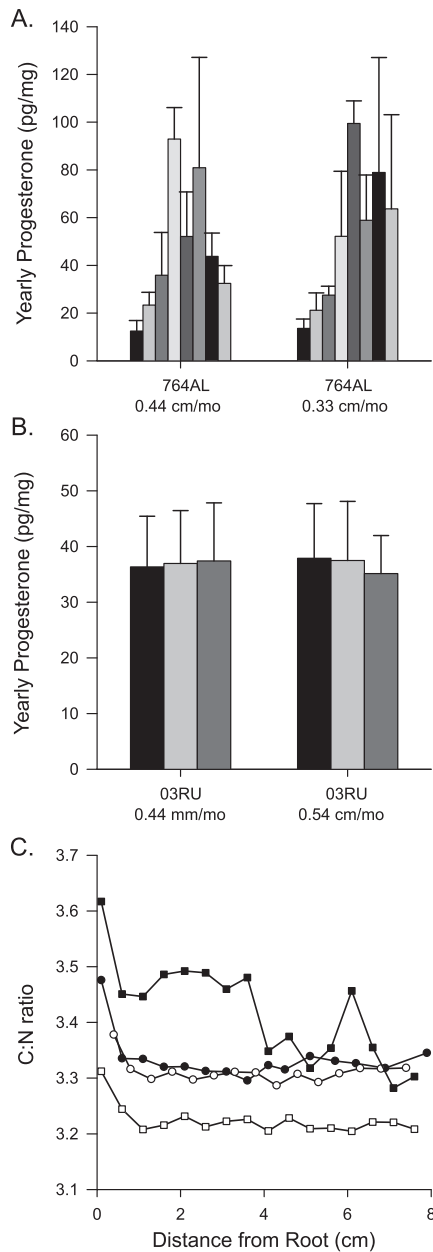 A.
Yearly Progesterone (pg/mg)
140
120
100
80
60
40
20
0
764AL 764AL
0.44 cm/mo 0.33 cm/mo
B.
Yearly Progesterone (pg/mg)
60
50
40
30
20
10
0
03RU 03RU
0.44 mm/mo 0.54 cm/mo
C.
C:N ratio
3.7
3.6
3.5
3.4
3.3
3.2
3.1
0 2 4 6 8
Distance from Root (cm)